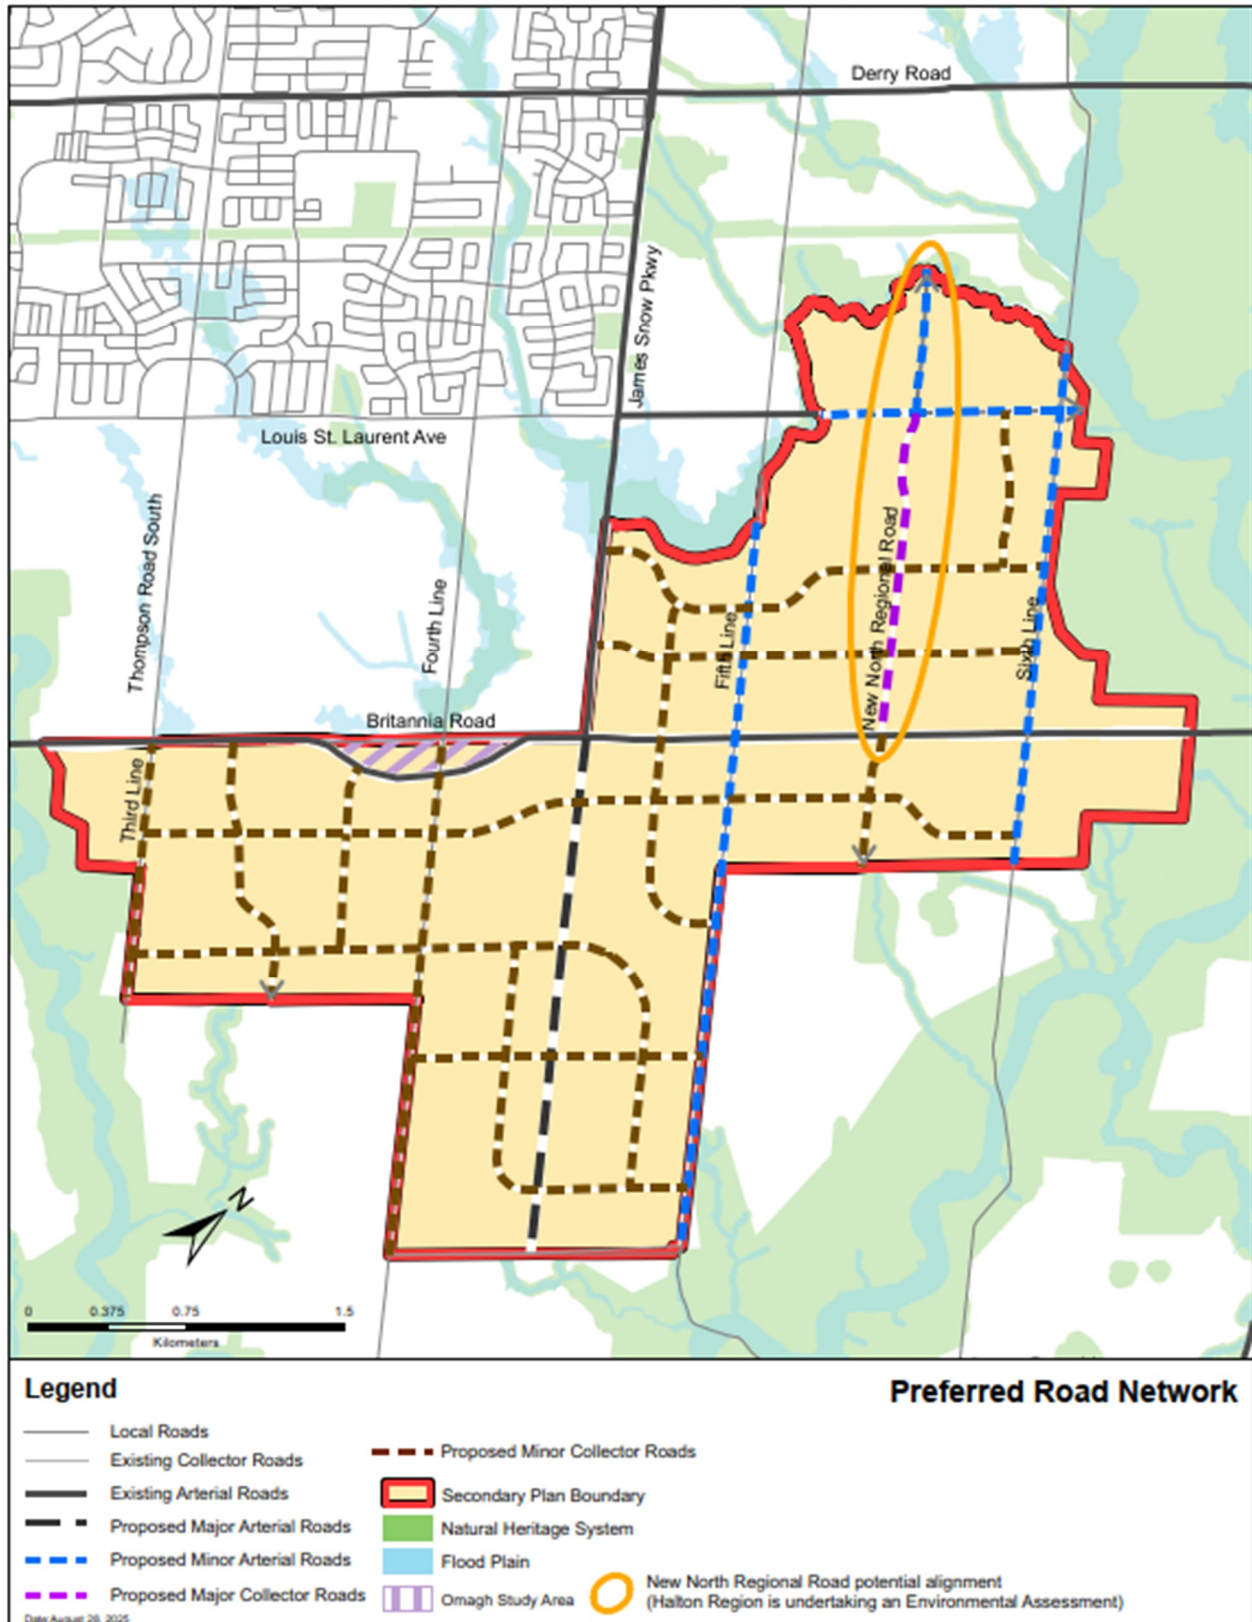 Derry Road
James Snow Pkwy
Louis St. Laurent Ave
Thompson Road South
Fourth Line
New North Regional Road
Fifth Line
Sixth Line
Britannia Road
Third Line
N
0 0.375 0.75 1.5
Kilometers
Legend
Preferred Road Network
Local Roads
Existing Collector Roads
Existing Arterial Roads
Proposed Major Arterial Roads
Proposed Minor Arterial Roads
Proposed Major Collector Roads
Date:August 28, 2025
Proposed Minor Collector Roads
Secondary Plan Boundary
Natural Heritage System
Flood Plain
Omagh Study Area
New North Regional Road potential alignment
(Halton Region is undertaking an Environmental Assessment)